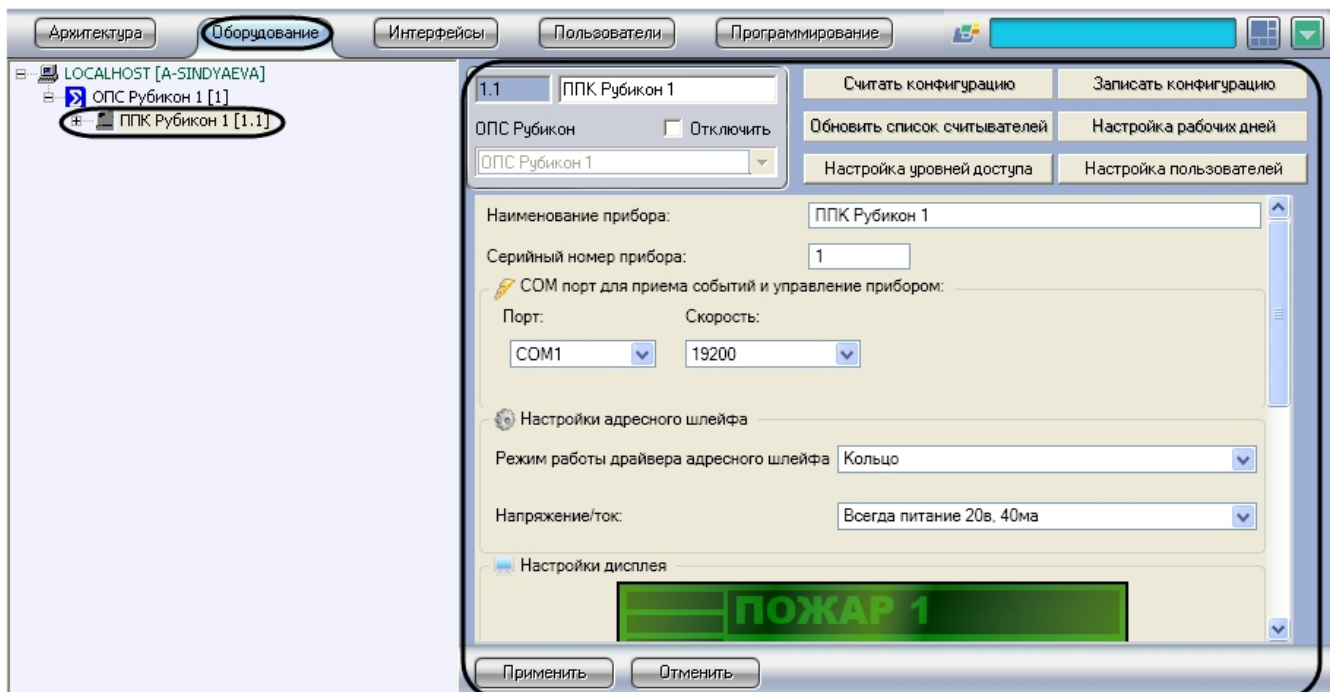 Архитектура Оборудование Интерфейсы Пользователи Программирование
LOCALHOST [A-SINDYAEVA]
ОПС Рубикон 1 [1]
ППК Рубикон 1 [1.1]
1.1 ППК Рубикон 1
ОПС Рубикон Отключить
ОПС Рубикон 1
Считать конфигурацию Записать конфигурацию
Обновить список считывателей Настройка рабочих дней
Настройка уровней доступа Настройка пользователей
Наименование прибора: ППК Рубикон 1
Серийный номер прибора: 1
COM порт для приема событий и управление прибором:
Порт: Скорость:
COM1 19200
Настройки адресного шлейфа
Режим работы драйвера адресного шлейфа Кольцо
Напряжение/ток: Всегда питание 20в, 40ма
Настройки дисплея
ПОЖАР 1
Применить Отменить